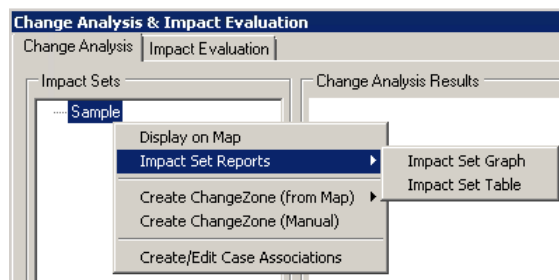 Change Analysis & Impact Evaluation
Change Analysis
Impact Evaluation
Impact Sets
Change Analysis Results
Sample
Display on Map
Impact Set Reports
Impact Set Graph
Impact Set Table
Create ChangeZone (from Map)
Create ChangeZone (Manual)
Create/Edit Case Associations